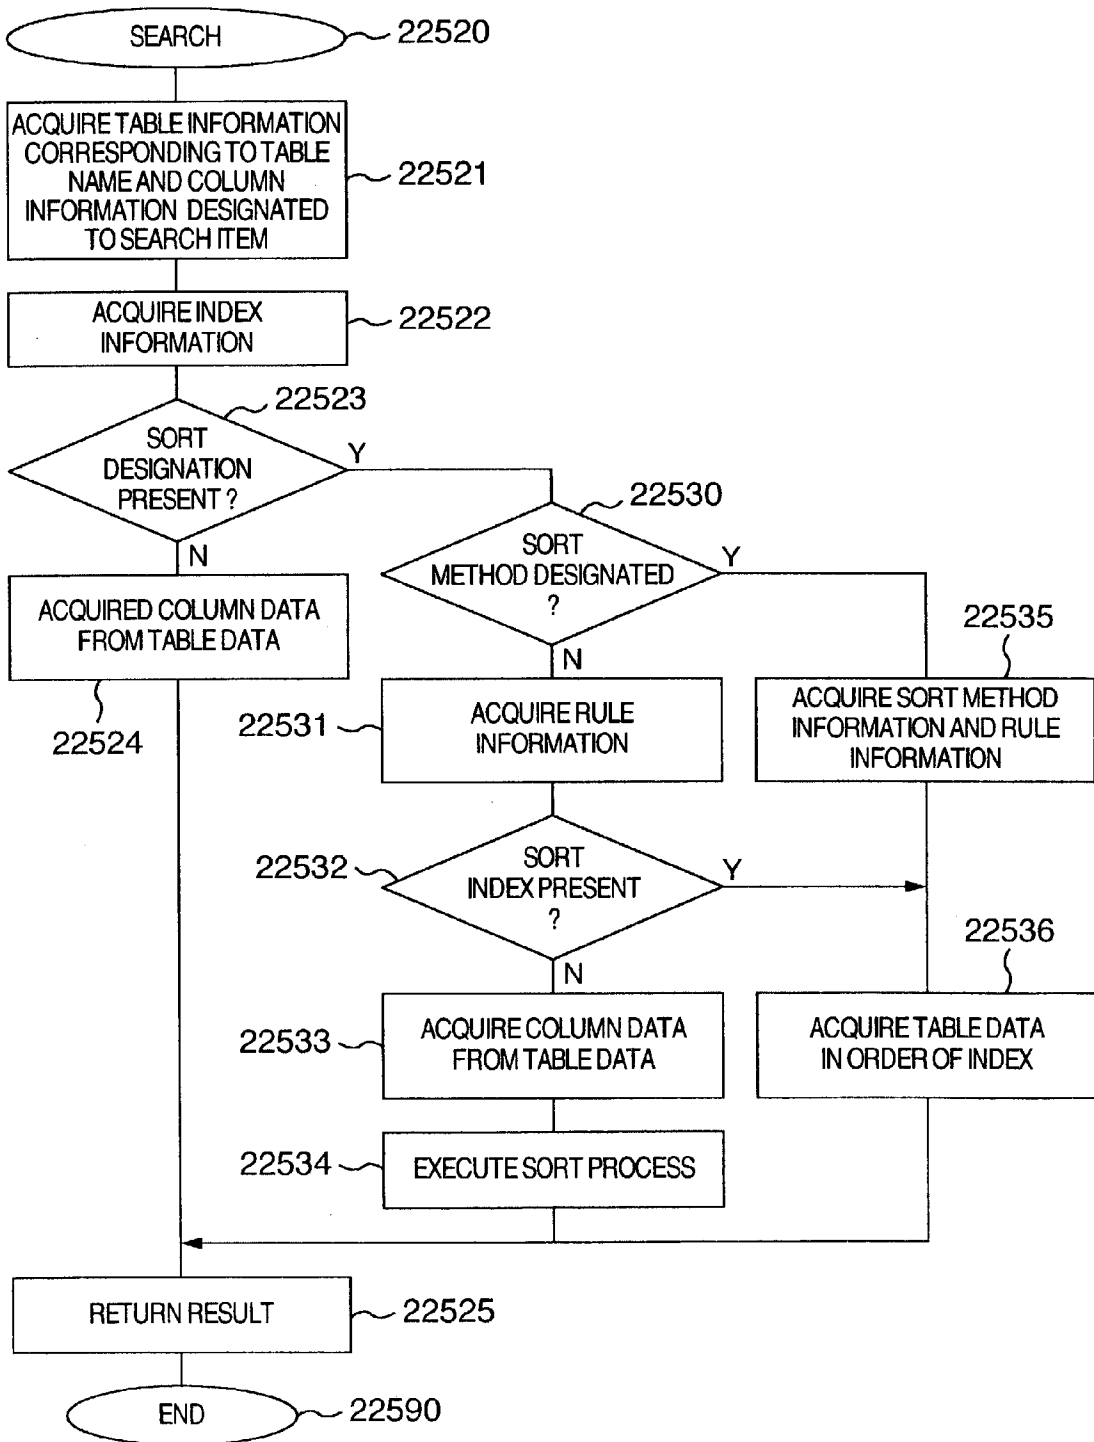 SEARCH
22520
ACQUIRE TABLE INFORMATION
CORRESPONDING TO TABLE
NAME AND COLUMN
INFORMATION DESIGNATED
TO SEARCH ITEM
22521
ACQUIRE INDEX
INFORMATION
22522
22523
SORT
DESIGNATION
PRESENT ?
Y
N
22530
SORT
METHOD DESIGNATED
?
Y
N
ACQUIRED COLUMN DATA
FROM TABLE DATA
22524
22531
ACQUIRE RULE
INFORMATION
22535
ACQUIRE SORT METHOD
INFORMATION AND RULE
INFORMATION
22532
SORT
INDEX PRESENT
?
Y
N
22536
22533
ACQUIRE COLUMN DATA
FROM TABLE DATA
ACQUIRE TABLE DATA
IN ORDER OF INDEX
22534
EXECUTE SORT PROCESS
RETURN RESULT
22525
END
22590